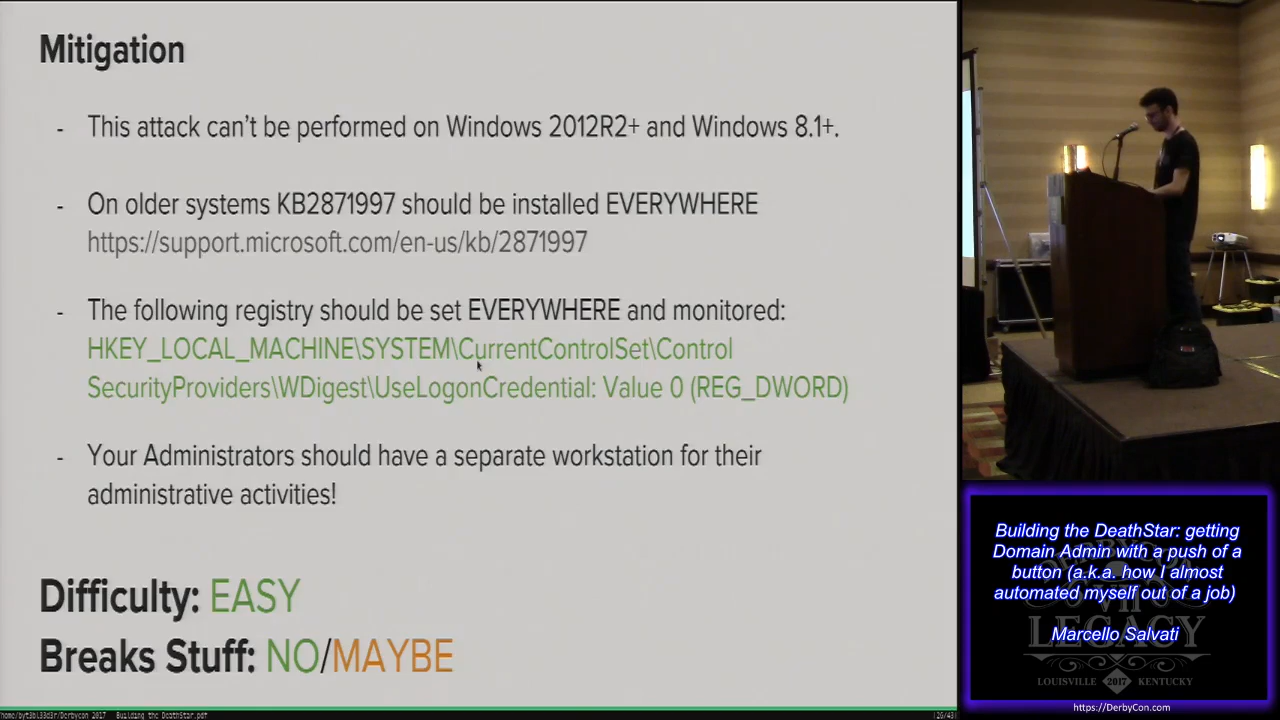 Mitigation
- This attack can't be performed on Windows 2012R2+ and Windows 8.1+.
- On older systems KB2871997 should be installed EVERYWHERE
https://support.microsoft.com/en-us/kb/2871997
- The following registry should be set EVERYWHERE and monitored:
HKEY_LOCAL_MACHINE\SYSTEM\CurrentControlSet\Control
SecurityProviders\WDigest\UseLogonCredential: Value 0 (REG_DWORD)
- Your Administrators should have a separate workstation for their
administrative activities!
Difficulty: EASY
Breaks Stuff: NO/MAYBE
Building the DeathStar: getting
Domain Admin with a push of a
button (a.k.a. how I almost
automated myself out of a job)
Marcello Salvati
DERBYCON
VII
LEGACY
LOUISVILLE 2017 KENTUCKY
https://DerbyCon.com